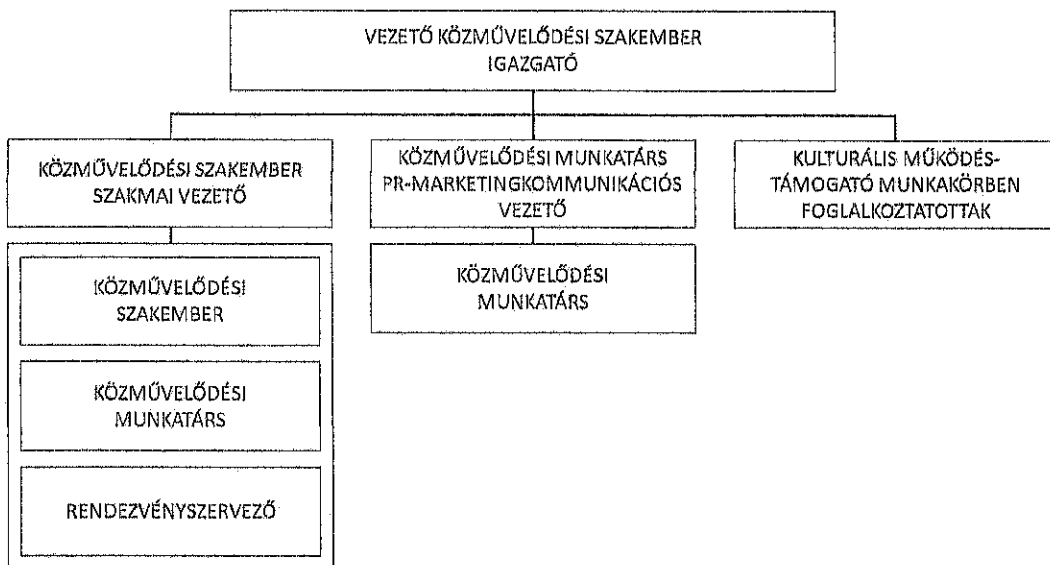 VEZETŐ KÖZMŰVELŐDÉSI SZAKEMBER
IGAZGATÓ
KÖZMŰVELŐDÉSI SZAKEMBER
SZAKMAI VEZETŐ
KÖZMŰVELŐDÉSI MUNKATÁRS
PR-MARKETINGKOMMUNIKÁCIÓS
VEZETŐ
KULTURÁLIS MŰKÖDÉS-
TÁMOGATÓ MUNKAKÖRBEN
FOGLALKOZTATOTTAK
KÖZMŰVELŐDÉSI
SZAKEMBER
KÖZMŰVELŐDÉSI
MUNKATÁRS
RENDEZVÉNYSZERVEZŐ
KÖZMŰVELŐDÉSI
MUNKATÁRS